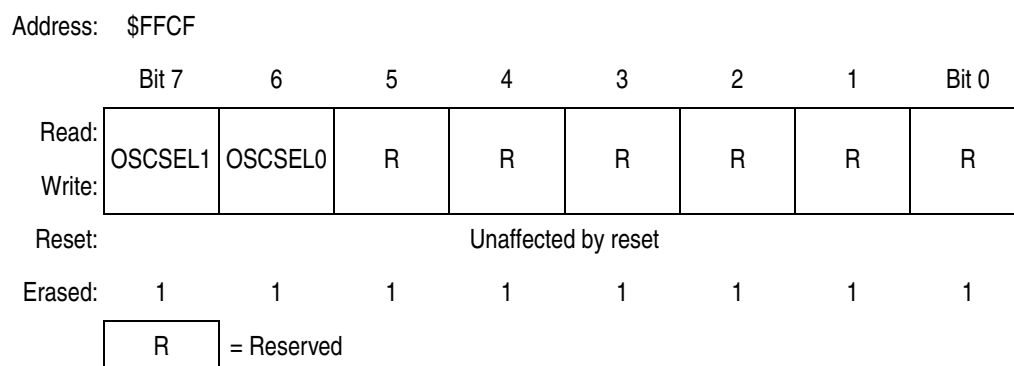 Address: $FFCF
Bit 7 6 5 4 3 2 1 Bit 0
Read:
OSCSEL1 OSCSEL0 R R R R R R
Write:
Reset: Unaffected by reset
Erased: 1 1 1 1 1 1 1 1
R = Reserved